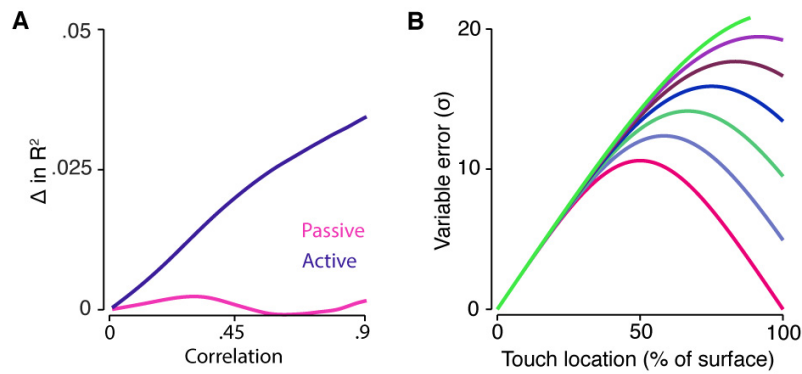 A
B
.05
.025
0
Δ in R²
Passive
Active
0
.45
.9
Correlation
20
10
0
Variable error (σ)
0
50
100
Touch location (% of surface)